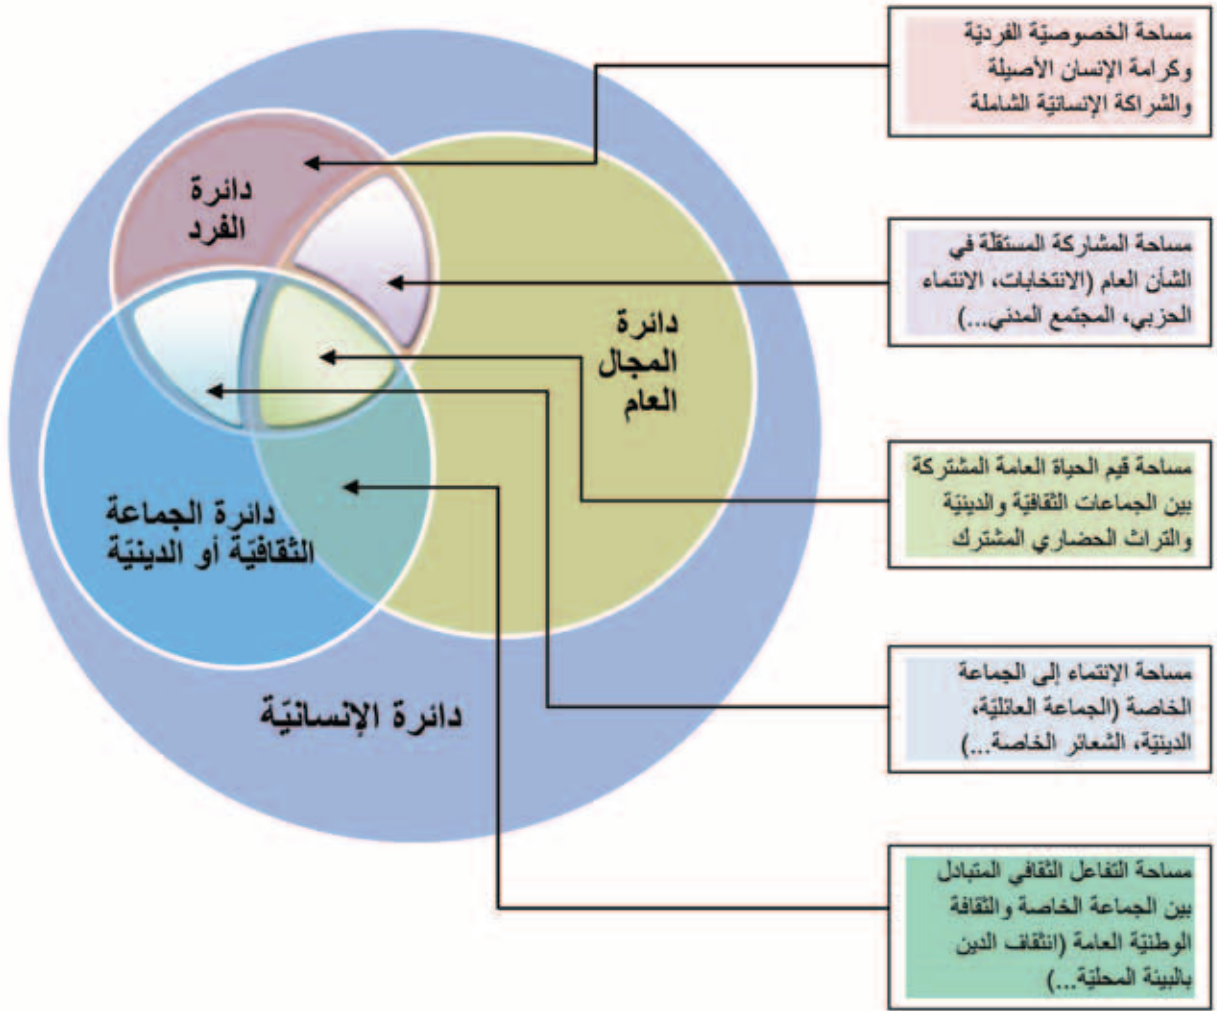 مساحة الخصوصيّة الفرديّة
وكرامة الإنسان الأصيلة
والشراكة الإنسانيّة الشاملة
دائرة
الفرد
مساحة المشاركة المستقلّة في
الشأن العام (الانتخابات، الانتماء
الحزبي، المجتمع المدني...)
دائرة
المجال
العام
مساحة قيم الحياة العامة المشتركة
بين الجماعات الثقافيّة والدينيّة
والتراث الحضاري المشترك
دائرة الجماعة
الثقافيّة أو الدينيّة
مساحة الإنتماء إلى الجماعة
الخاصة (الجماعة العائليّة،
الدينيّة، الشعائر الخاصة...)
دائرة الإنسانيّة
مساحة التفاعل الثقافي المتبادل
بين الجماعة الخاصة والثقافة
الوطنيّة العامة (انثقاف الدين
بالبيئة المحليّة...)